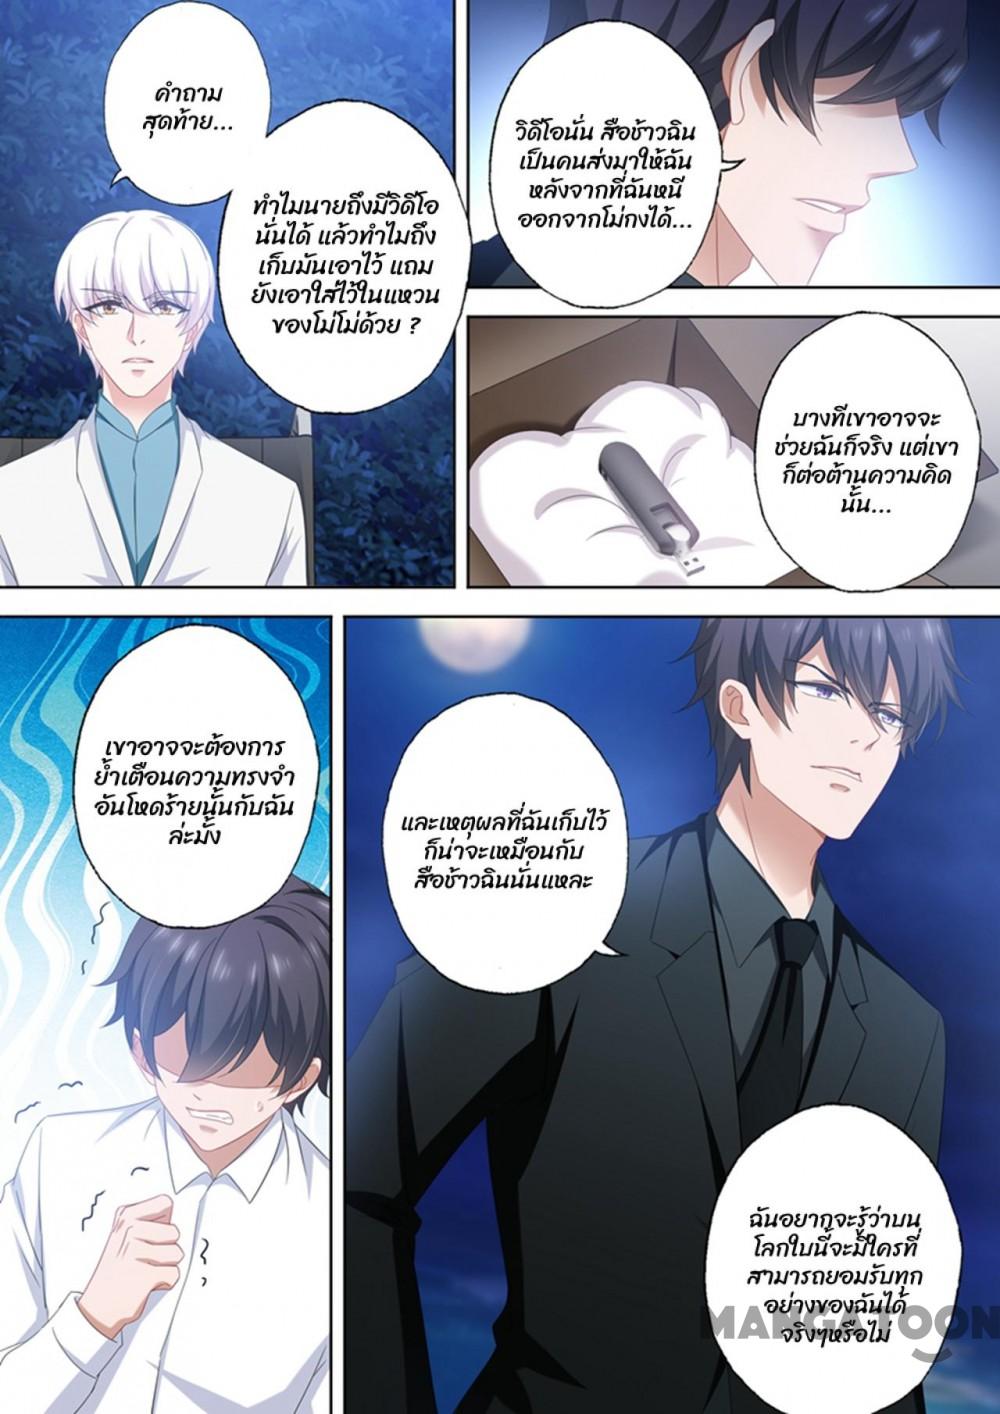 คำถาม
สุดท้าย...
ทำไมนายถึงมีวิดีโอ
นั่นได้ แล้วทำไมถึง
เก็บมันเอาไว้ แถม
ยังเอาใส่ไว้ในแหวน
ของโม่โม่ด้วย ?
วิดีโอนั่น สือช้าวฉิน
เป็นคนส่งมาให้ฉัน
หลังจากที่ฉันหนี
ออกจากโม่กงได้...
บางทีเขาอาจจะ
ช่วยฉันก็จริง แต่เขา
ก็ต่อต้านความคิด
นั้น...
เขาอาจจะต้องการ
ย้ำเตือนความทรงจำ
อันโหดร้ายนั้นกับฉัน
ล่ะมั้ง
และเหตุผลที่ฉันเก็บไว้
ก็น่าจะเหมือนกับ
สือช้าวฉินนั่นแหละ
ฉันอยากจะรู้ว่าบน
โลกใบนี้จะมีใครที่
สามารถยอมรับทุก
อย่างของฉันได้
จริงๆหรือไม่
MANGATOON